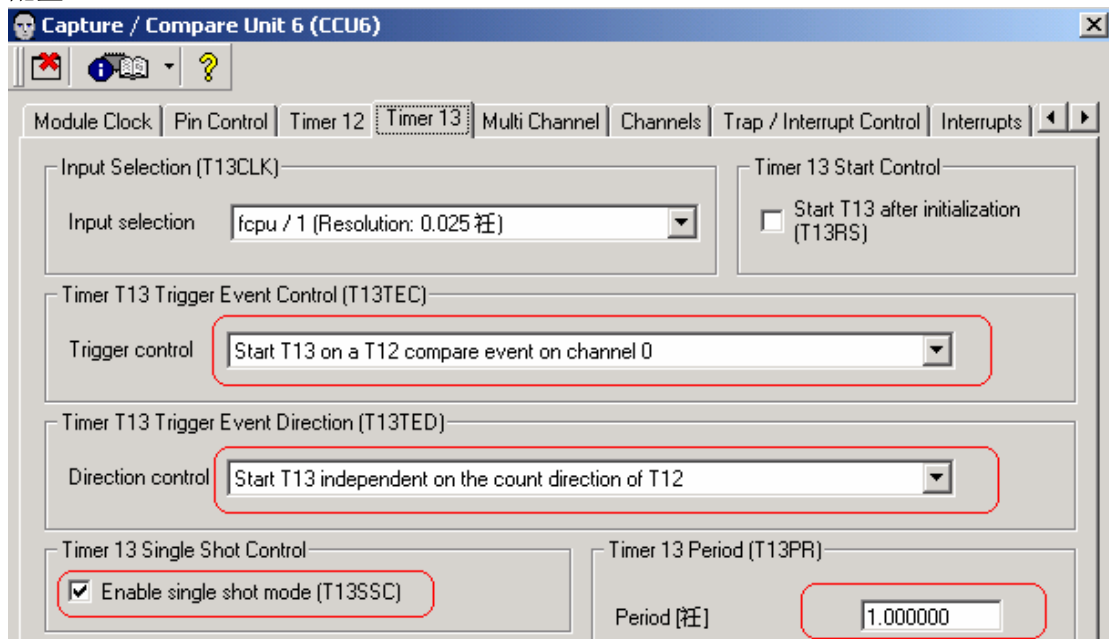 Capture / Compare Unit 6 (CCU6)
Module Clock Pin Control Timer 12 Timer 13 Multi Channel Channels Trap / Interrupt Control Interrupts
Input Selection (T13CLK)
Input selection fcpu / 1 (Resolution: 0.025 祍)
Timer 13 Start Control
Start T13 after initialization
(T13RS)
Timer T13 Trigger Event Control (T13TEC)
Trigger control Start T13 on a T12 compare event on channel 0
Timer T13 Trigger Event Direction (T13TED)
Direction control Start T13 independent on the count direction of T12
Timer 13 Single Shot Control
Enable single shot mode (T13SSC)
Timer 13 Period (T13PR)
Period [祍] 1.000000